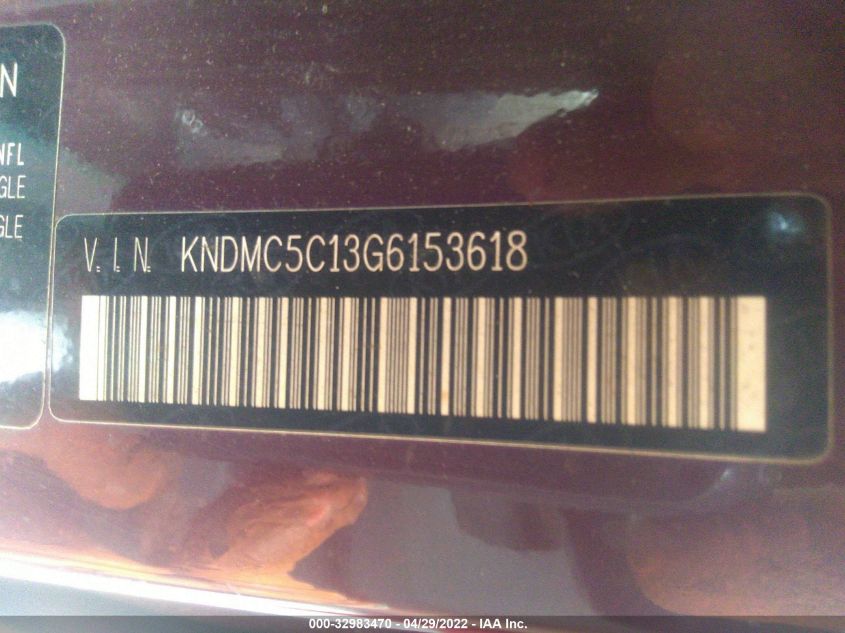 N
NFL
GLE
GLE
V.I.N. KNDMC5C13G6153618
000-32983470 - 04/29/2022 - IAA Inc.